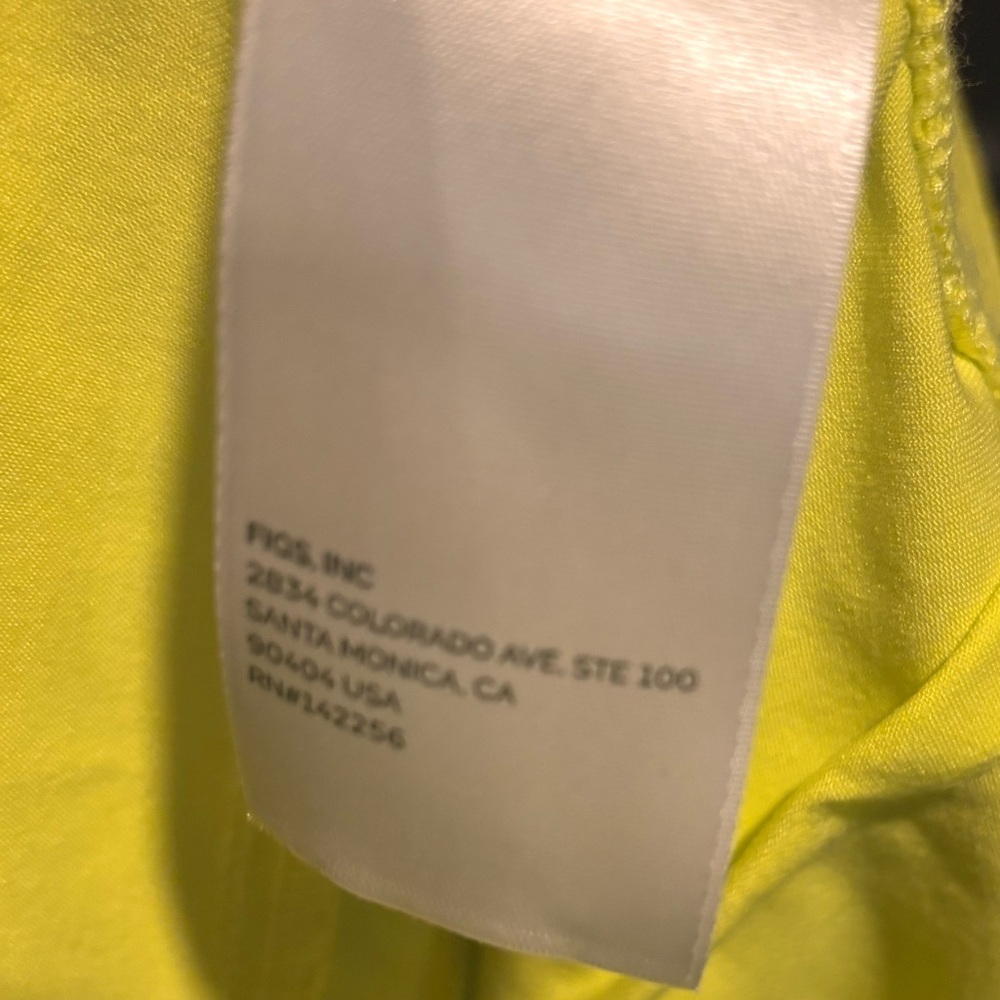 FIGS, INC
2834 COLORADO AVE, STE 100
SANTA MONICA, CA
90404 USA
RN#142256